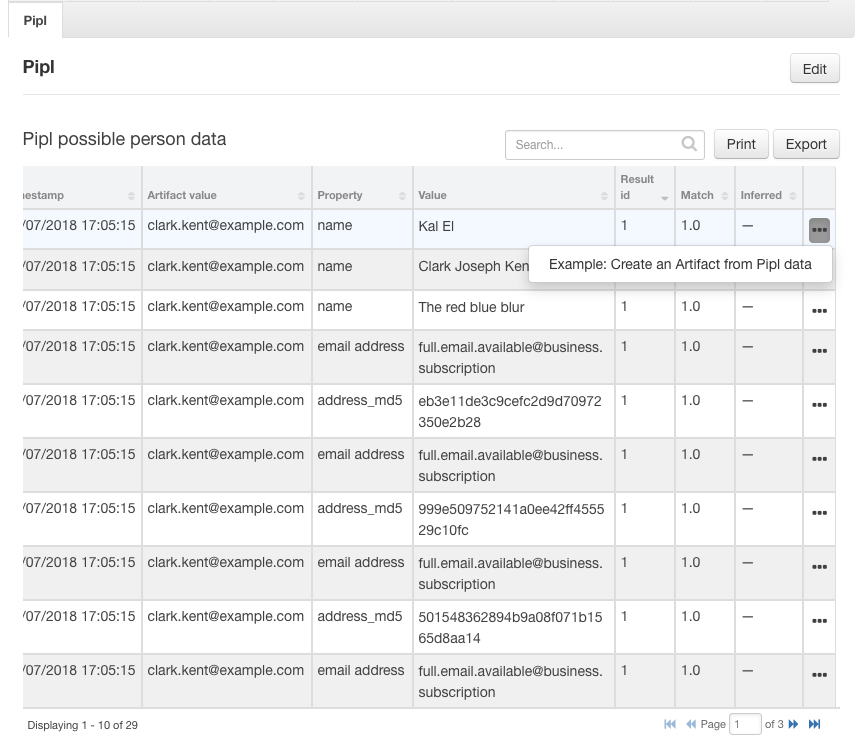 Pipl
Pipl
Edit
Pipl possible person data
Search...
Print
Export
Result
nestamp Artifact value Property Value id Match Inferred
/07/2018 17:05:15 clark.kent@example.com name Kal El 1 1.0 —
Example: Create an Artifact from Pipl data
/07/2018 17:05:15 clark.kent@example.com name Clark Joseph Ken
/07/2018 17:05:15 clark.kent@example.com name The red blue blur 1 1.0 —
/07/2018 17:05:15 clark.kent@example.com email address full.email.available@business. 1 1.0 —
subscription
/07/2018 17:05:15 clark.kent@example.com address_md5 eb3e11de3c9cefc2d9d70972 1 1.0 —
350e2b28
/07/2018 17:05:15 clark.kent@example.com email address full.email.available@business. 1 1.0 —
subscription
/07/2018 17:05:15 clark.kent@example.com address_md5 999e509752141a0ee42ff4555 1 1.0 —
29c10fc
/07/2018 17:05:15 clark.kent@example.com email address full.email.available@business. 1 1.0 —
subscription
/07/2018 17:05:15 clark.kent@example.com address_md5 501548362894b9a08f071b15 1 1.0 —
65d8aa14
/07/2018 17:05:15 clark.kent@example.com email address full.email.available@business. 1 1.0 —
subscription
Displaying 1 - 10 of 29
Page 1 of 3